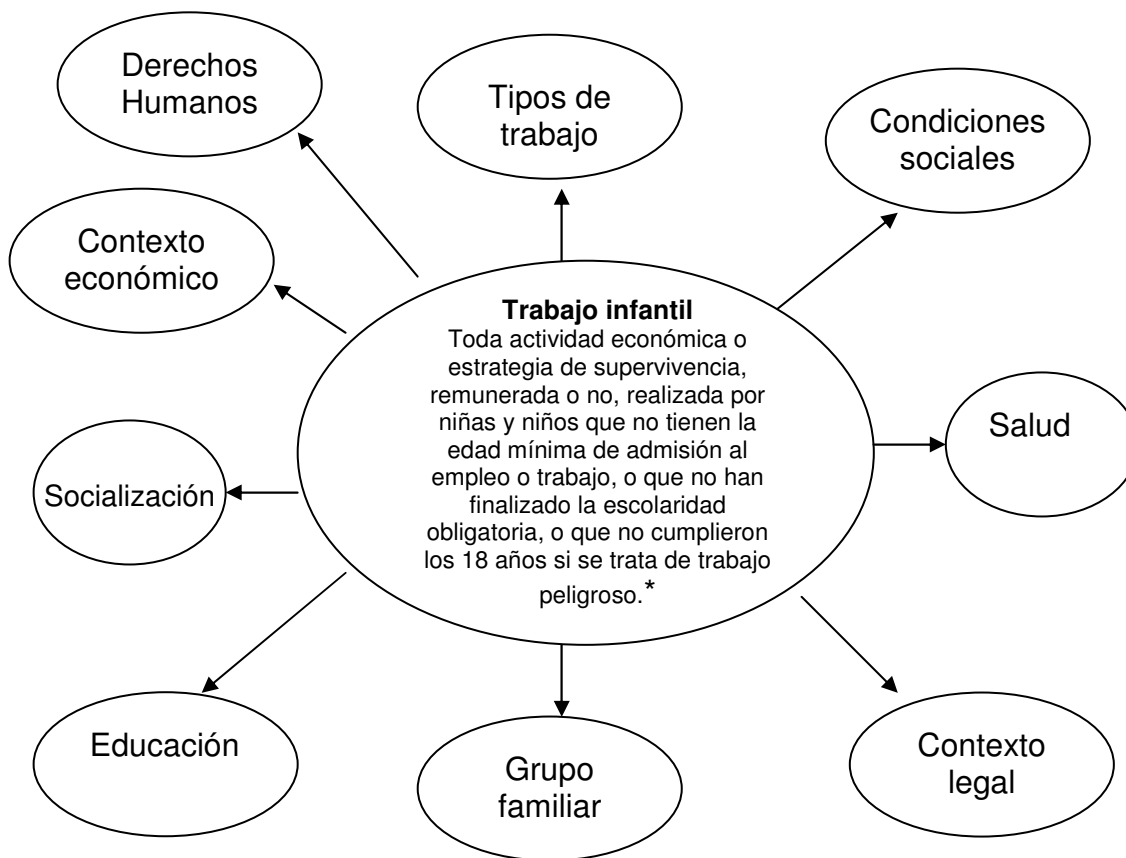 Derechos
Humanos
Tipos de
trabajo
Condiciones
sociales
Contexto
económico
Trabajo infantil
Toda actividad económica o
estrategia de supervivencia,
remunerada o no, realizada por
niñas y niños que no tienen la
edad mínima de admisión al
empleo o trabajo, o que no han
finalizado la escolaridad
obligatoria, o que no cumplieron
los 18 años si se trata de trabajo
peligroso.*
Salud
Socialización
Educación
Grupo
familiar
Contexto
legal